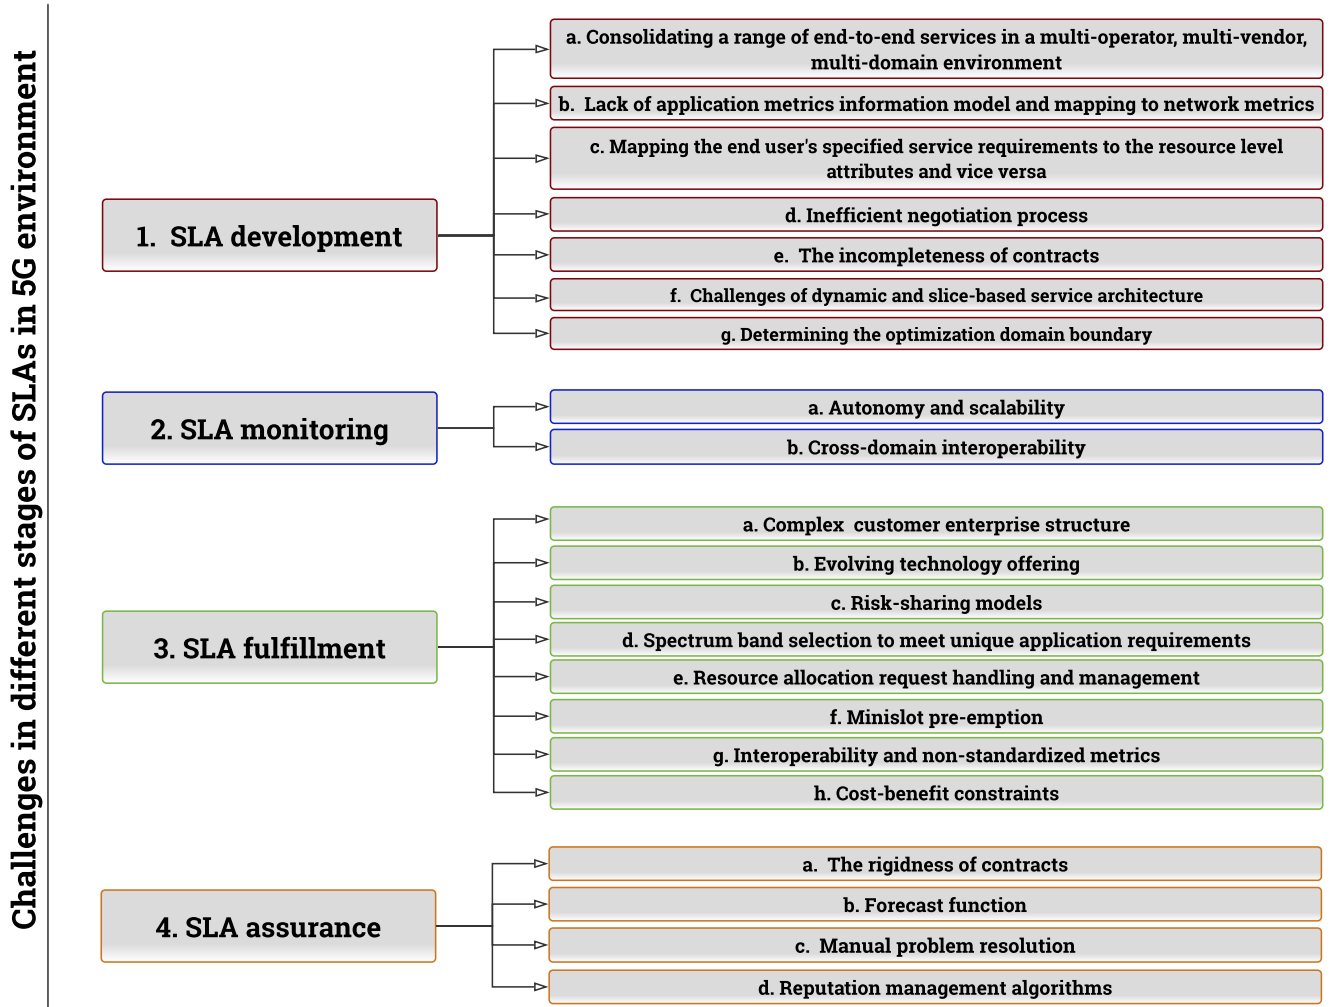 Challenges in different stages of SLAs in 5G environment
1. SLA development
a. Consolidating a range of end-to-end services in a multi-operator, multi-vendor,
multi-domain environment
b. Lack of application metrics information model and mapping to network metrics
c. Mapping the end user's specified service requirements to the resource level
attributes and vice versa
d. Inefficient negotiation process
e. The incompleteness of contracts
f. Challenges of dynamic and slice-based service architecture
g. Determining the optimization domain boundary
2. SLA monitoring
a. Autonomy and scalability
b. Cross-domain interoperability
3. SLA fulfillment
a. Complex customer enterprise structure
b. Evolving technology offering
c. Risk-sharing models
d. Spectrum band selection to meet unique application requirements
e. Resource allocation request handling and management
f. Minislot pre-emption
g. Interoperability and non-standardized metrics
h. Cost-benefit constraints
4. SLA assurance
a. The rigidness of contracts
b. Forecast function
c. Manual problem resolution
d. Reputation management algorithms